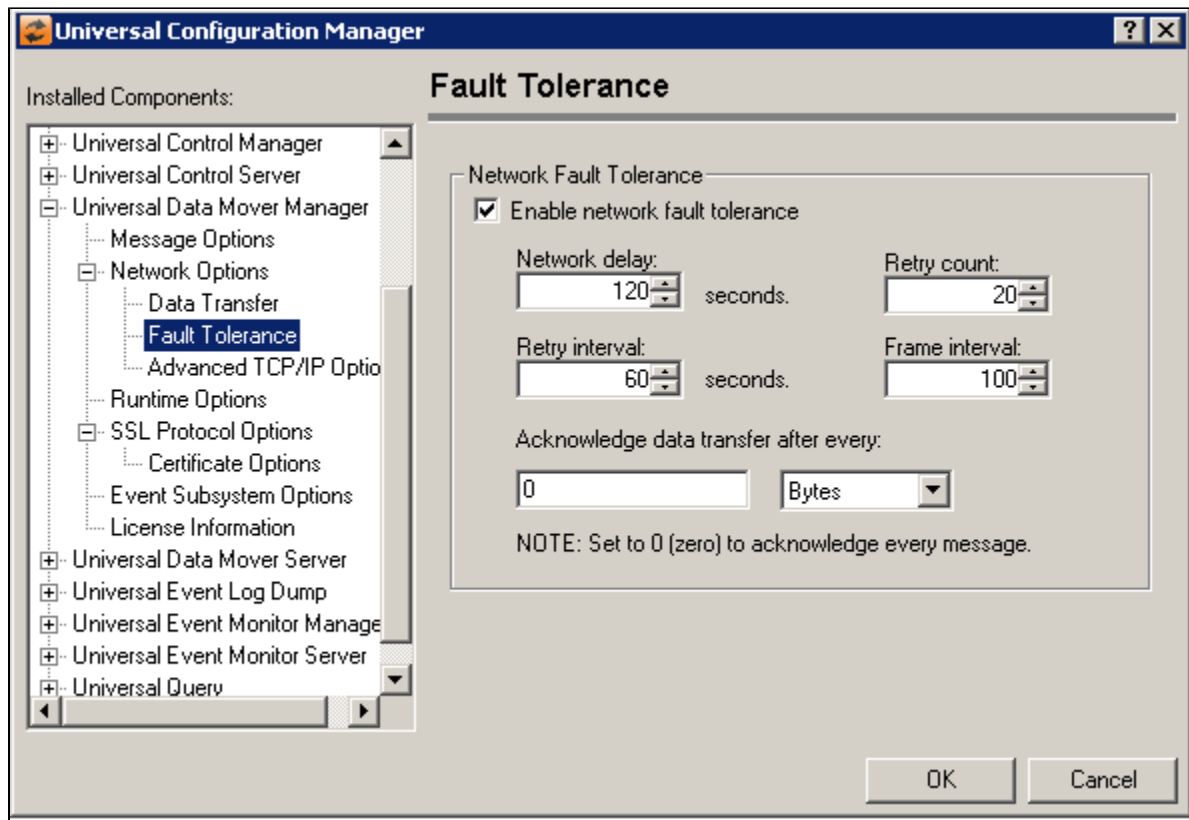 Universal Configuration Manager
Installed Components:
Universal Control Manager
Universal Control Server
Universal Data Mover Manager
Message Options
Network Options
Data Transfer
Fault Tolerance
Advanced TCP/IP Optio
Runtime Options
SSL Protocol Options
Certificate Options
Event Subsystem Options
License Information
Universal Data Mover Server
Universal Event Log Dump
Universal Event Monitor Manage
Universal Event Monitor Server
Universal Query
Fault Tolerance
Network Fault Tolerance
Enable network fault tolerance
Network delay:
120 seconds.
Retry count:
20
Retry interval:
60 seconds.
Frame interval:
100
Acknowledge data transfer after every:
0 Bytes
NOTE: Set to 0 (zero) to acknowledge every message.
OK Cancel